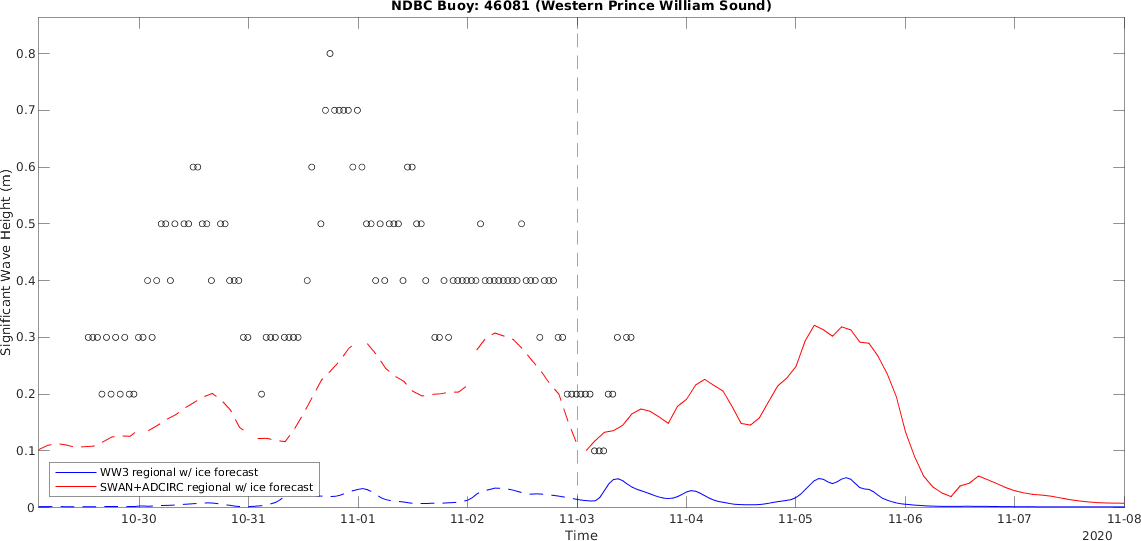 NDBC Buoy: 46081 (Western Prince William Sound)
Significant Wave Height (m)
0.8
0.7
0.6
0.5
0.4
0.3
0.2
0.1
0
WW3 regional w/ ice forecast
SWAN+ADCIRC regional w/ ice forecast
10-30 10-31 11-01 11-02 11-03 11-04 11-05 11-06 11-07 11-08
Time
2020